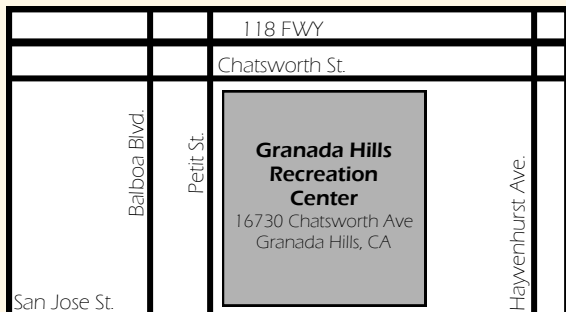 118 FWY
Chatsworth St.
Balboa Blvd.
Petit St.
Granada Hills
Recreation
Center
16730 Chatsworth Ave
Granada Hills, CA
Hayvenhurst Ave.
San Jose St.